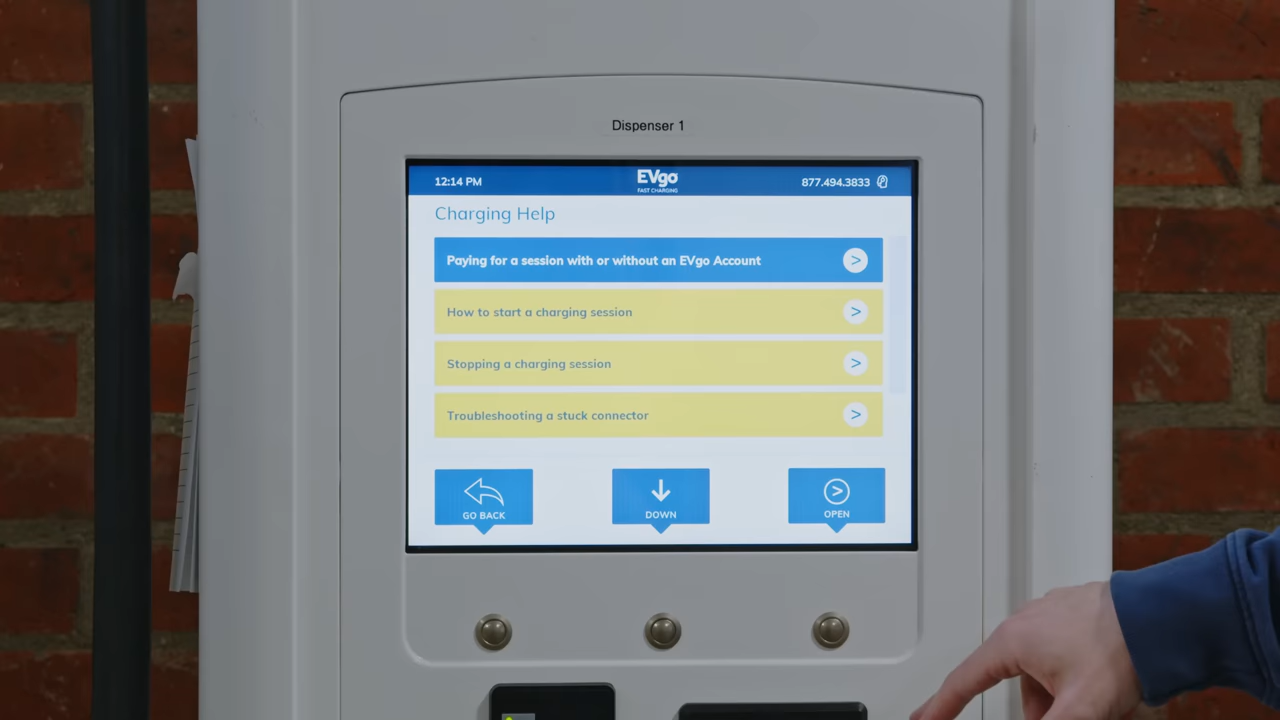 Dispenser 1
12:14 PM
EVgo
FAST CHARGING
877.494.3833
Charging Help
Paying for a session with or without an EVgo Account
How to start a charging session
Stopping a charging session
Troubleshooting a stuck connector
GO BACK
DOWN
OPEN